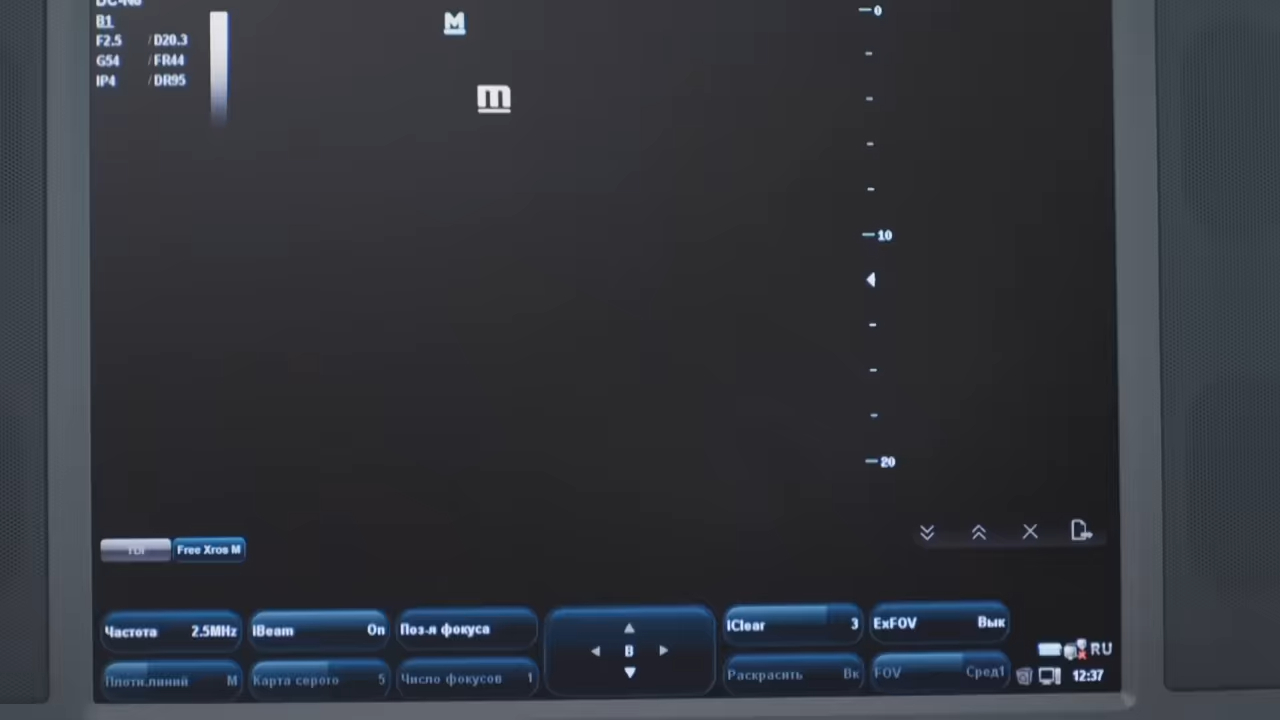 B1
F2.5 / D20.3
G54 / FR44
IP4 / DR95
M
m
0
10
20
Free Xros M
Частота 2.5MHz
iBeam On
Поз-я фокуса
B
iClear 3
ExFOV Вык
Плотн.линий M
Карта серого 5
Число фокусов 1
Раскрасить Вк
FOV Сред1
RU
12:37